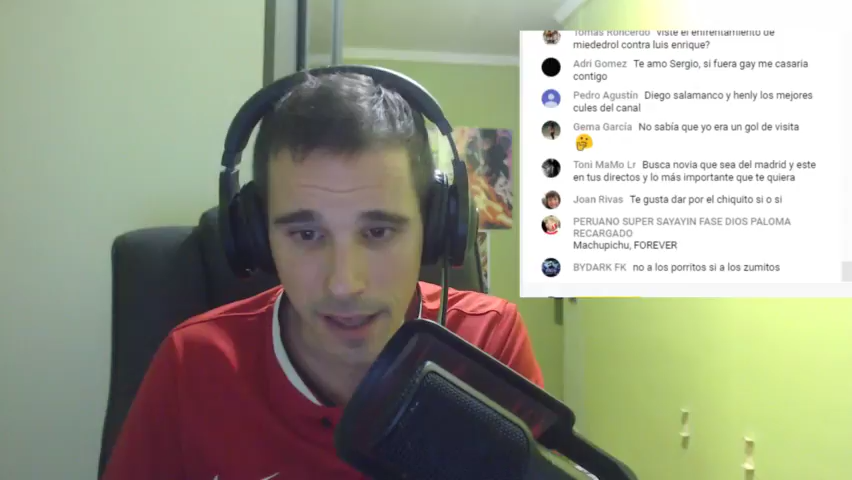 Tomas Roncerdo Viste el enfrentamiento de
miededrol contra luis enrique?
Adri Gomez Te amo Sergio, si fuera gay me casaria
contigo
Pedro Agustín Diego salamanco y henly los mejores
cules del canal
Gema García No sabía que yo era un gol de visita
Toni MaMo Lr Busca novia que sea del madrid y este
en tus directos y lo más importante que te quiera
Joan Rivas Te gusta dar por el chiquito si o si
PERUANO SUPER SAYAYIN FASE DIOS PALOMA
RECARGADO
Machupichu, FOREVER
BYDARK FK no a los porritos si a los zumitos